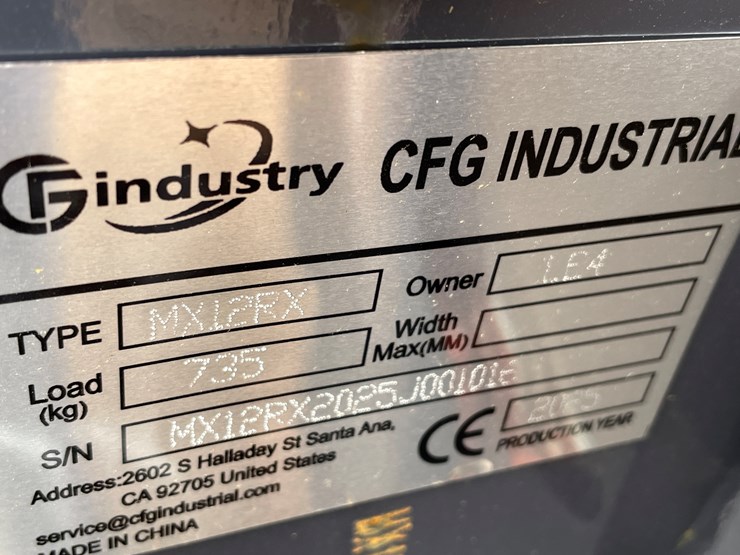 CFindustry CFG INDUSTRIAL
TYPE MX12RX Owner LE4
Load (kg) 735 Width Max(MM)
S/N MX12RX2025J001016
Address:2602 S Halladay St Santa Ana,
CA 92705 United States
CE 2025 PRODUCTION YEAR
service@cfgindustrial.com
MADE IN CHINA